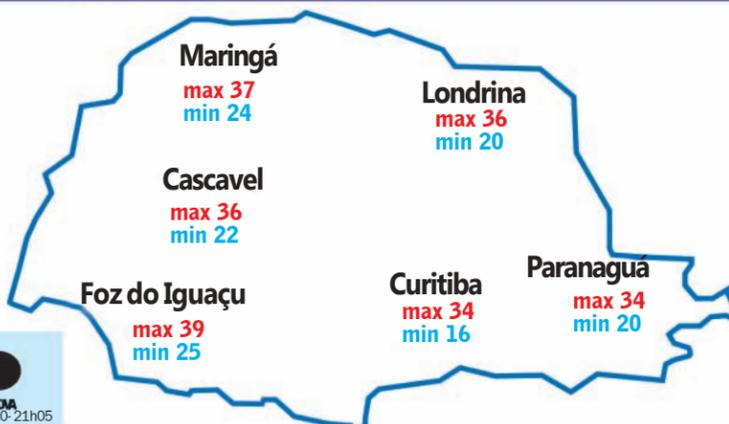 Maringá
max 37
min 24
Londrina
max 36
min 20
Cascavel
max 36
min 22
Foz do Iguaçu
max 39
min 25
Curitiba
max 34
min 16
Paranaguá
max 34
min 20
0- 21h05